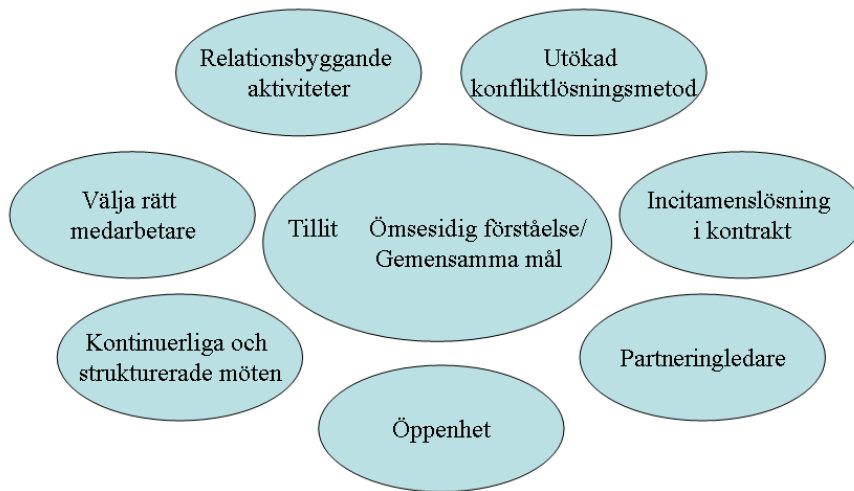 Relationsbyggande
aktiviteter
Utökad
konfliktlösningsmetod
Välja rätt
medarbetare
Tillit Ömsesidig förståelse/
Gemensamma mål
Incitamenslösning
i kontrakt
Kontinuerliga och
strukturerade möten
Partneringledare
Öppenhet